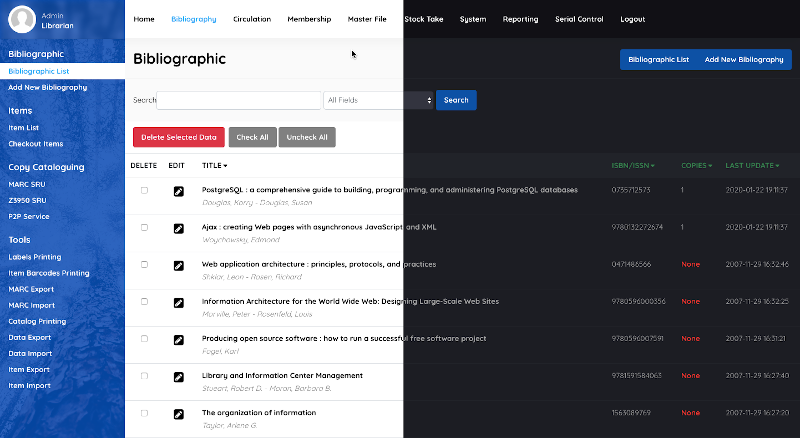 Admin
Librarian
Home Bibliography Circulation Membership Master File Stock Take System Reporting Serial Control Logout
Bibliographic
Bibliographic List
Add New Bibliography
Items
Item List
Checkout Items
Copy Cataloguing
MARC SRU
Z3950 SRU
P2P Service
Tools
Labels Printing
Item Barcodes Printing
MARC Export
MARC Import
Catalog Printing
Data Export
Data Import
Item Export
Item Import
Bibliographic
Bibliographic List Add New Bibliography
Search All Fields Search
Delete Selected Data Check All Uncheck All
DELETE EDIT TITLE ISBN/ISSN COPIES LAST UPDATE
PostgreSQL : a comprehensive guide to building, programming, and administering PostgreSQL databases 0735712573 1 2020-01-22 19:11:37
Douglas, Korry - Douglas, Susan
Ajax : creating Web pages with asynchronous JavaScript and XML 9780132272674 1 2020-01-22 19:11:37
Woychowsky, Edmond
Web application architecture : principles, protocols, and practices 0471486566 None 2007-11-29 16:32:46
Shklar, Leon - Rosen, Richard
Information Architecture for the World Wide Web: Designing Large-Scale Web Sites 9780596000356 None 2007-11-29 16:32:25
Morville, Peter - Rosenfeld, Louis
Producing open source software : how to run a successful free software project 9780596007591 None 2007-11-29 16:31:21
Fogel, Karl
Library and Information Center Management 9781591584063 None 2007-11-29 16:27:40
Stueart, Robert D. - Moran, Barbara B.
The organization of information 1563089769 None 2007-11-29 16:27:20
Taylor, Arlene G.